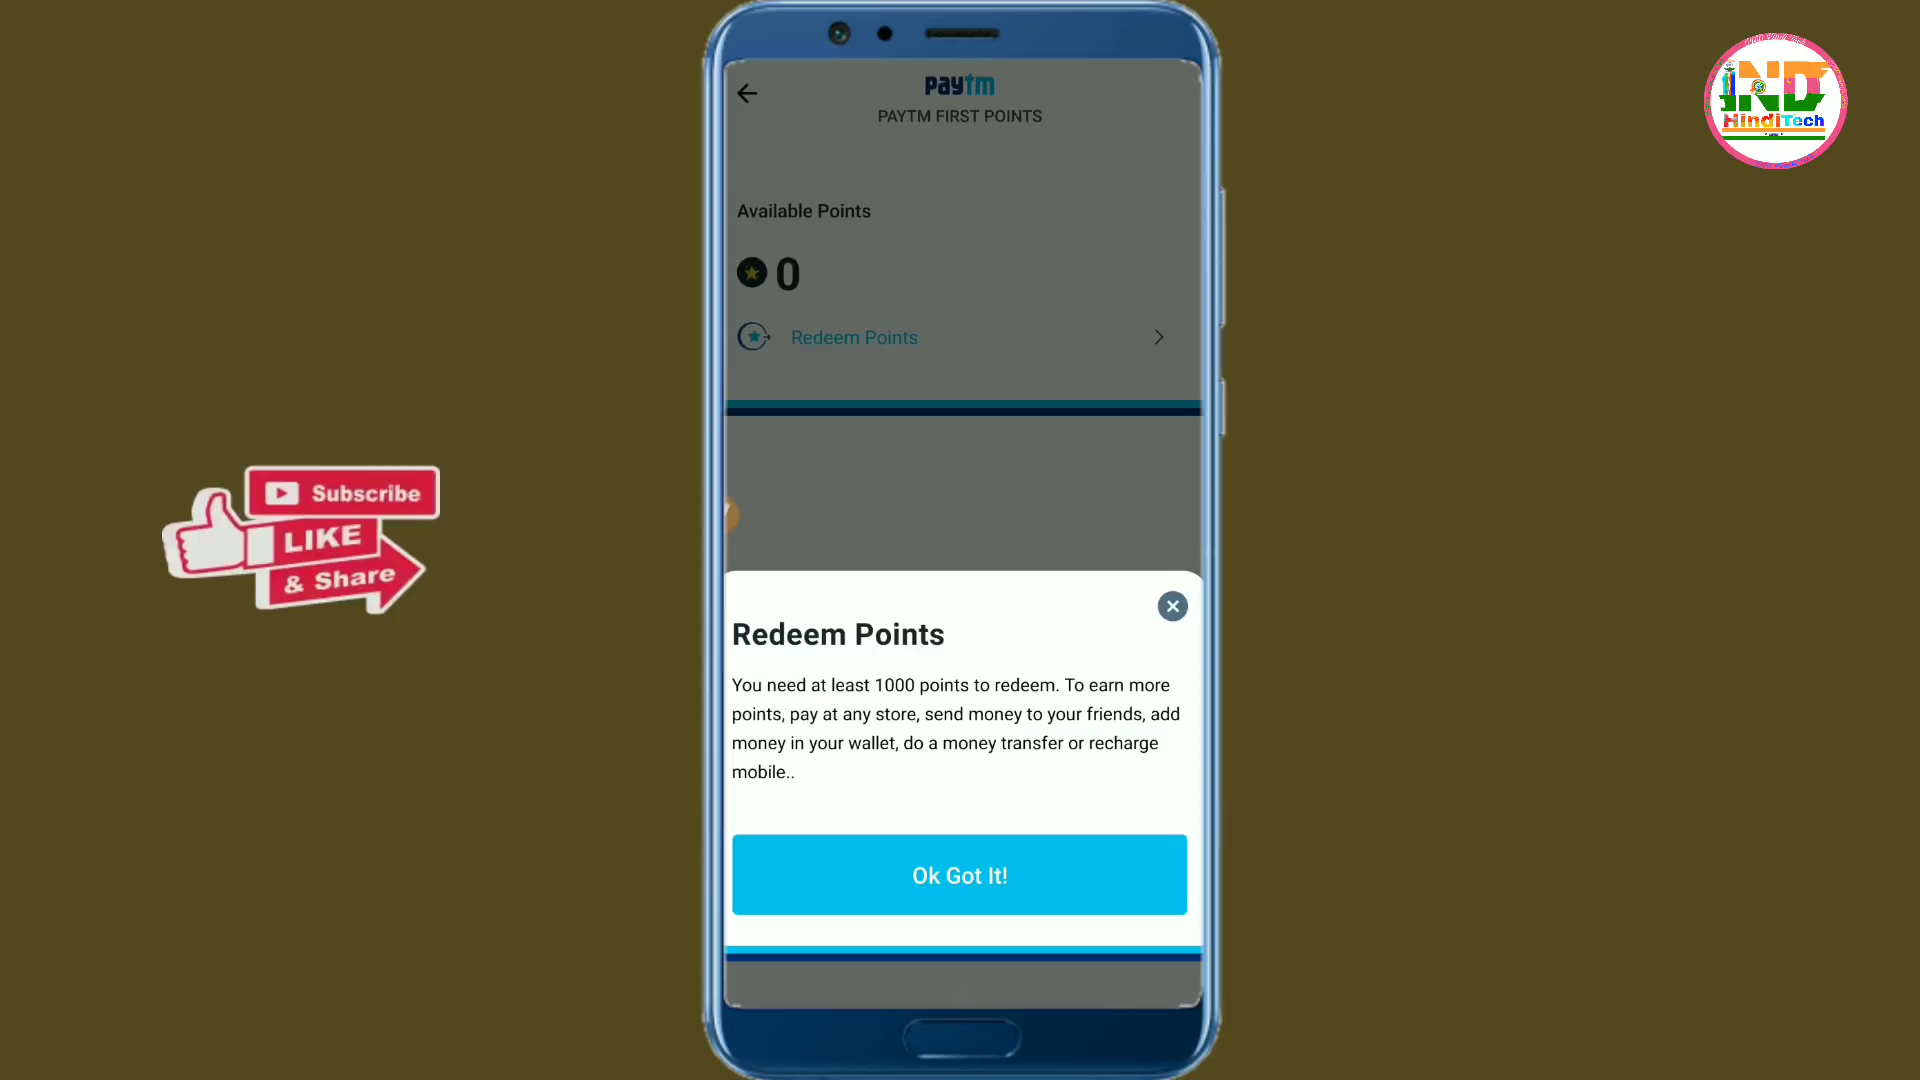 paytm
PAYTM FIRST POINTS
IND
HindiTech
Available Points
0
Redeem Points
Subscribe
LIKE
& Share
Redeem Points
You need at least 1000 points to redeem. To earn more
points, pay at any store, send money to your friends, add
money in your wallet, do a money transfer or recharge
mobile..
Ok Got It!